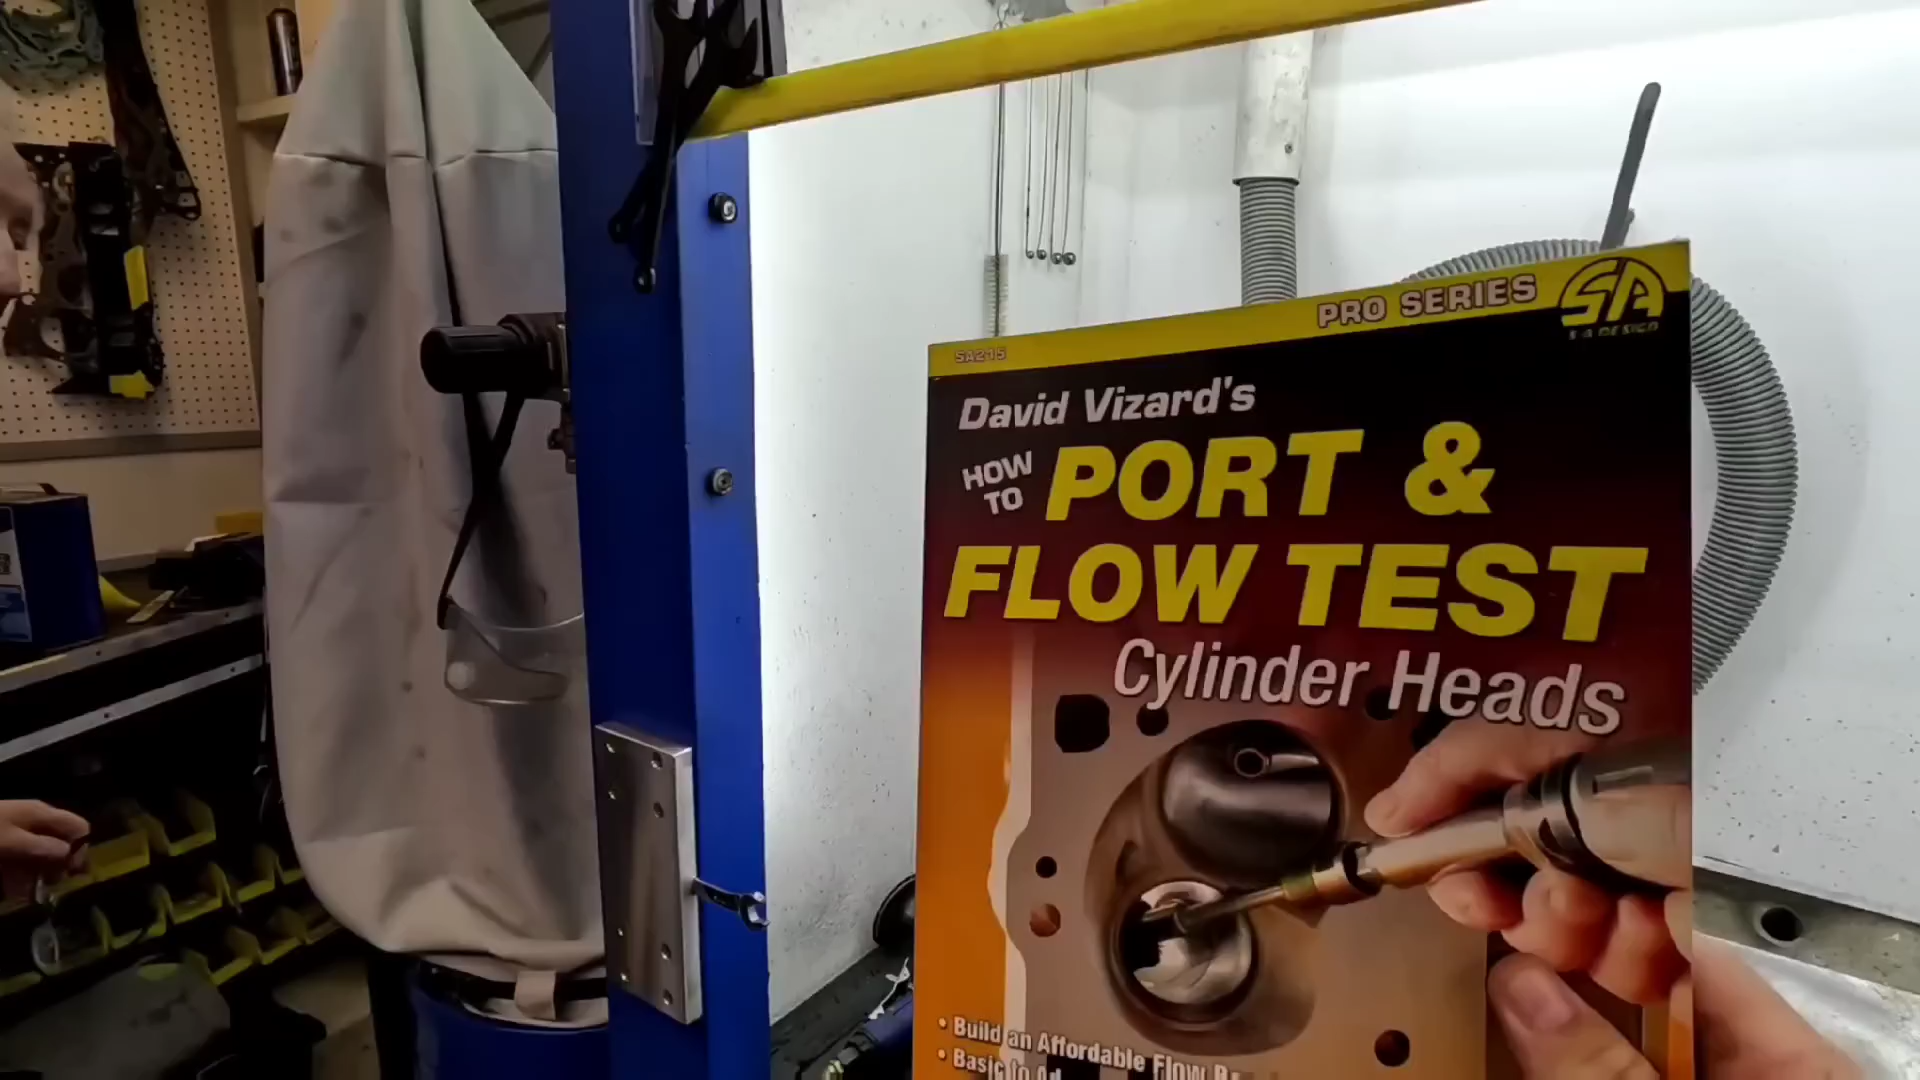 PRO SERIES
SA
S-A DESIGN
SA215
David Vizard's
HOW TO
PORT &
FLOW TEST
Cylinder Heads
• Build an Affordable Flow
• Basic to